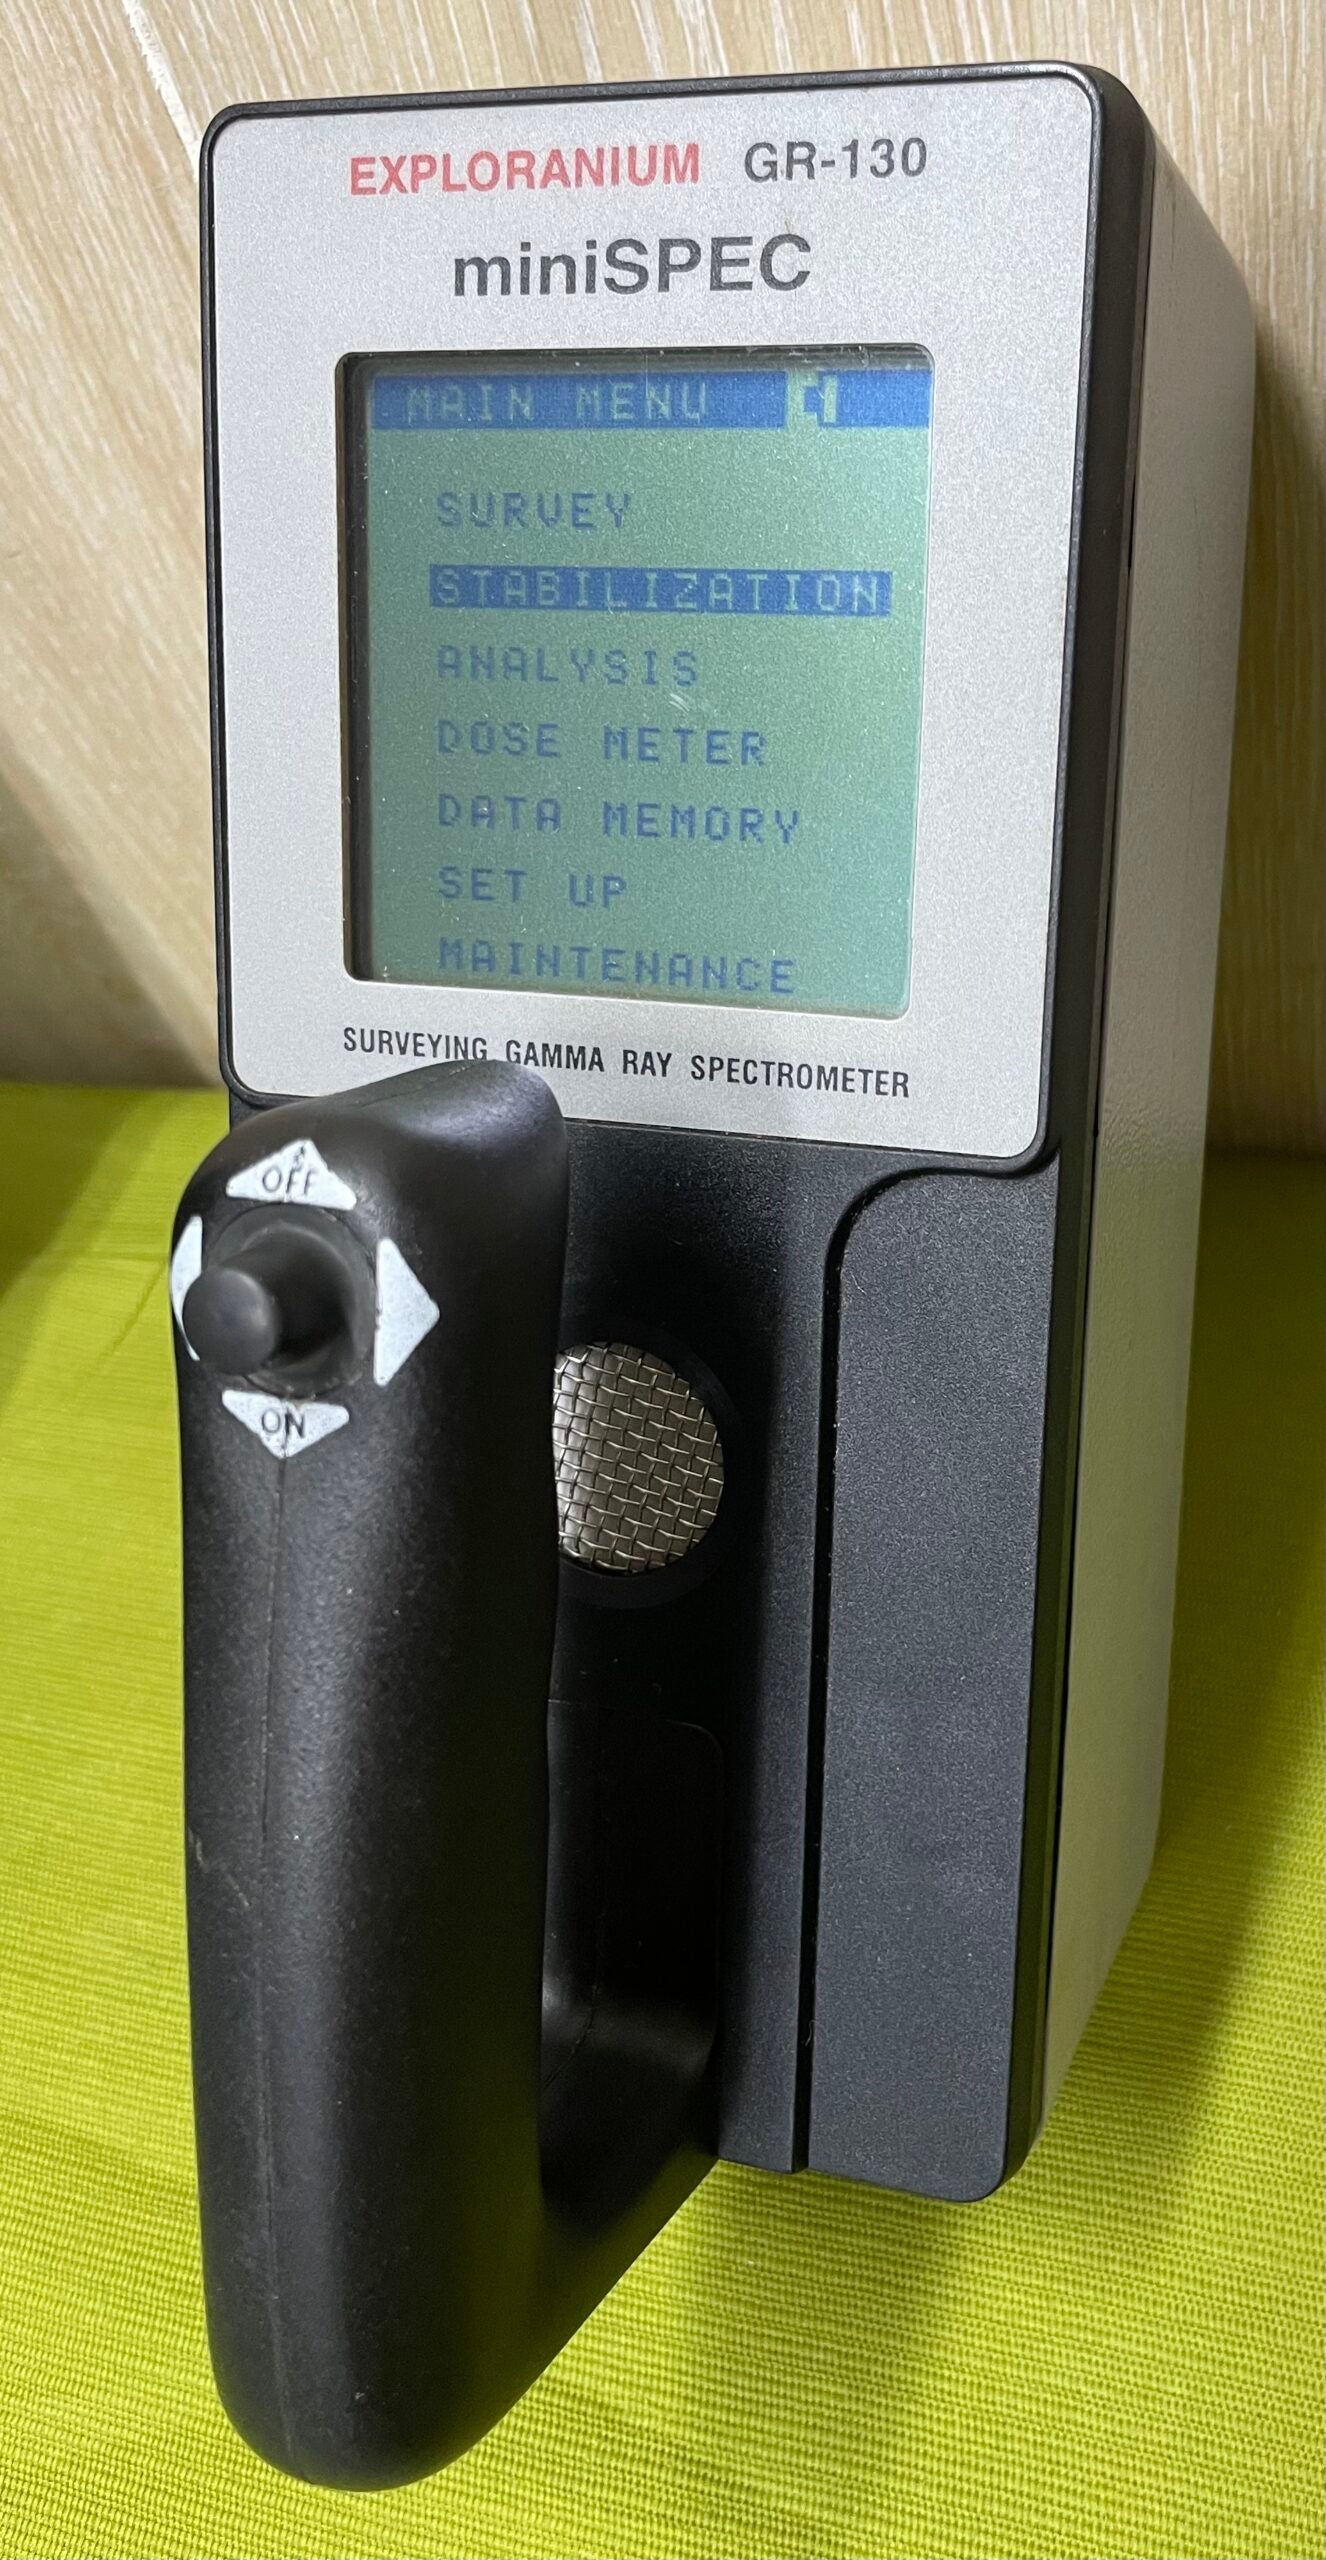 EXPLORANIUM GR-130
miniSPEC
MAIN MENU
SURVEY
STABILIZATION
ANALYSIS
DOSE METER
DATA MEMORY
SET UP
MAINTENANCE
SURVEYING GAMMA RAY SPECTROMETER
OFF
ON